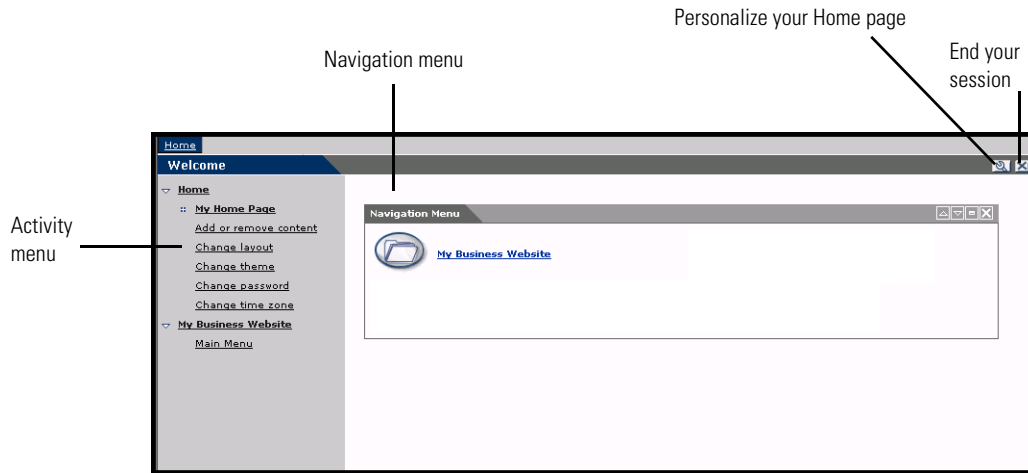 Personalize your Home page
End your
session
Navigation menu
Home
Welcome
Home
My Home Page
Add or remove content
Change layout
Change theme
Change password
Change time zone
My Business Website
Main Menu
Activity
menu
Navigation Menu
My Business Website